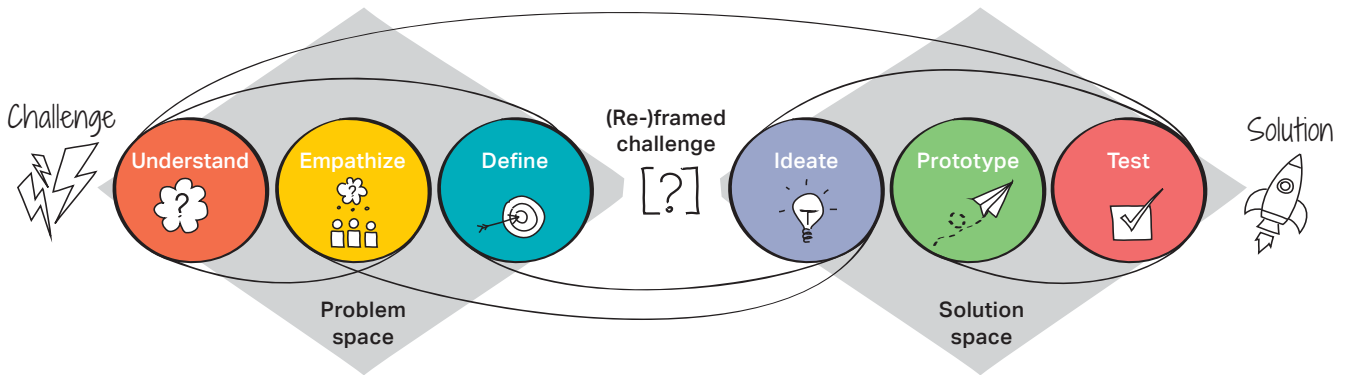 Challenge
Understand
?
Empathize
?
Define
(Re-)framed
challenge
[?]
Ideate
Prototype
Test
Solution
Problem
space
Solution
space